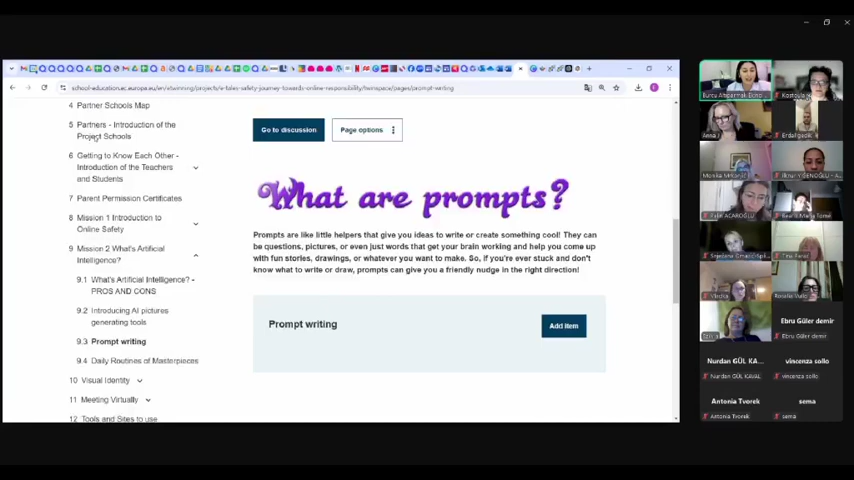 school-education.ec.europa.eu/en/etwinning/projects/e-tales-safety-journey-towards-online-responsibility/twinspace/pages/prompt-writing
4 Partner Schools Map
5 Partners - Introduction of the
Project Schools
6 Getting to Know Each Other -
Introduction of the Teachers
and Students
7 Parent Permission Certificates
8 Mission 1 Introduction to
Online Safety
9 Mission 2 What's Artificial
Intelligence?
9.1 What's Artificial Intelligence? -
PROS AND CONS
9.2 Introducing AI pictures
generating tools
9.3 Prompt writing
9.4 Daily Routines of Masterpieces
10 Visual Identity
11 Meeting Virtually
12 Tools and Sites to use
Go to discussion
Page options
What are prompts?
Prompts are like little helpers that give you ideas to write or create something cool! They can
be questions, pictures, or even just words that get your brain working and help you come up
with fun stories, drawings, or whatever you want to make. So, if you're ever stuck and don't
know what to write or draw, prompts can give you a friendly nudge in the right direction!
Prompt writing
Add item
Anna
Tina
Ebru Güler demir
Ebru Güler demir
Nurdan GÜL KA...
vincenza sollo
Nurdan GÜL KAVAL
vincenza sollo
Antonia Tvorek
sema
Antonia Tvorek
sema